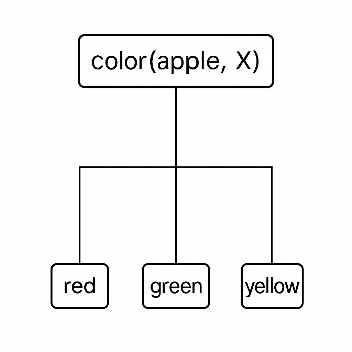 color(apple, X)
red
green
yellow